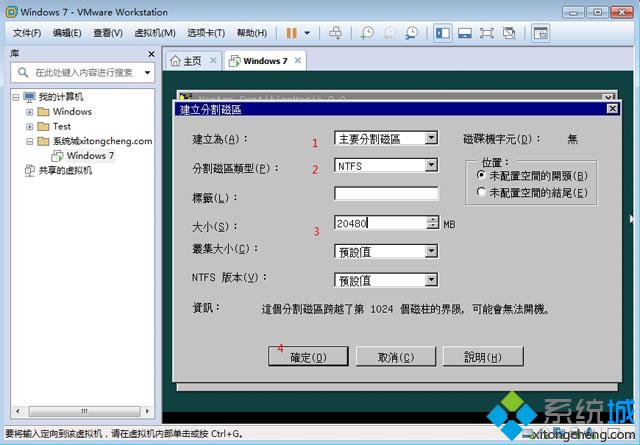 Windows 7 - VMware Workstation
文件(F) 编辑(E) 查看(V) 虚拟机(M) 选项卡(T) 帮助(H)
库
在此处键入内容进行搜索
我的计算机
Windows
Test
系统城xitongcheng.com
Windows 7
共享的虚拟机
主页
Windows 7
建立分割磁區
建立為(A)：
1
主要分割磁區
磁碟機字元(D)： 無
分割磁區類型(P)：
2
NTFS
位置：
未配置空間的開頭(B)
未配置空間的結尾(E)
標籤(L)：
大小(S)：
3
20480
MB
叢集大小(C)：
預設值
NTFS 版本(V)：
預設值
資訊： 這個分割磁區跨越了第 1024 個磁柱的界限，可能會無法開機。
4
確定(O)
取消(C)
說明(H)
要将输入定向到该虚拟机，请在虚拟机内部单击或按 Ctrl+G。
系统城
xitongcheng.com